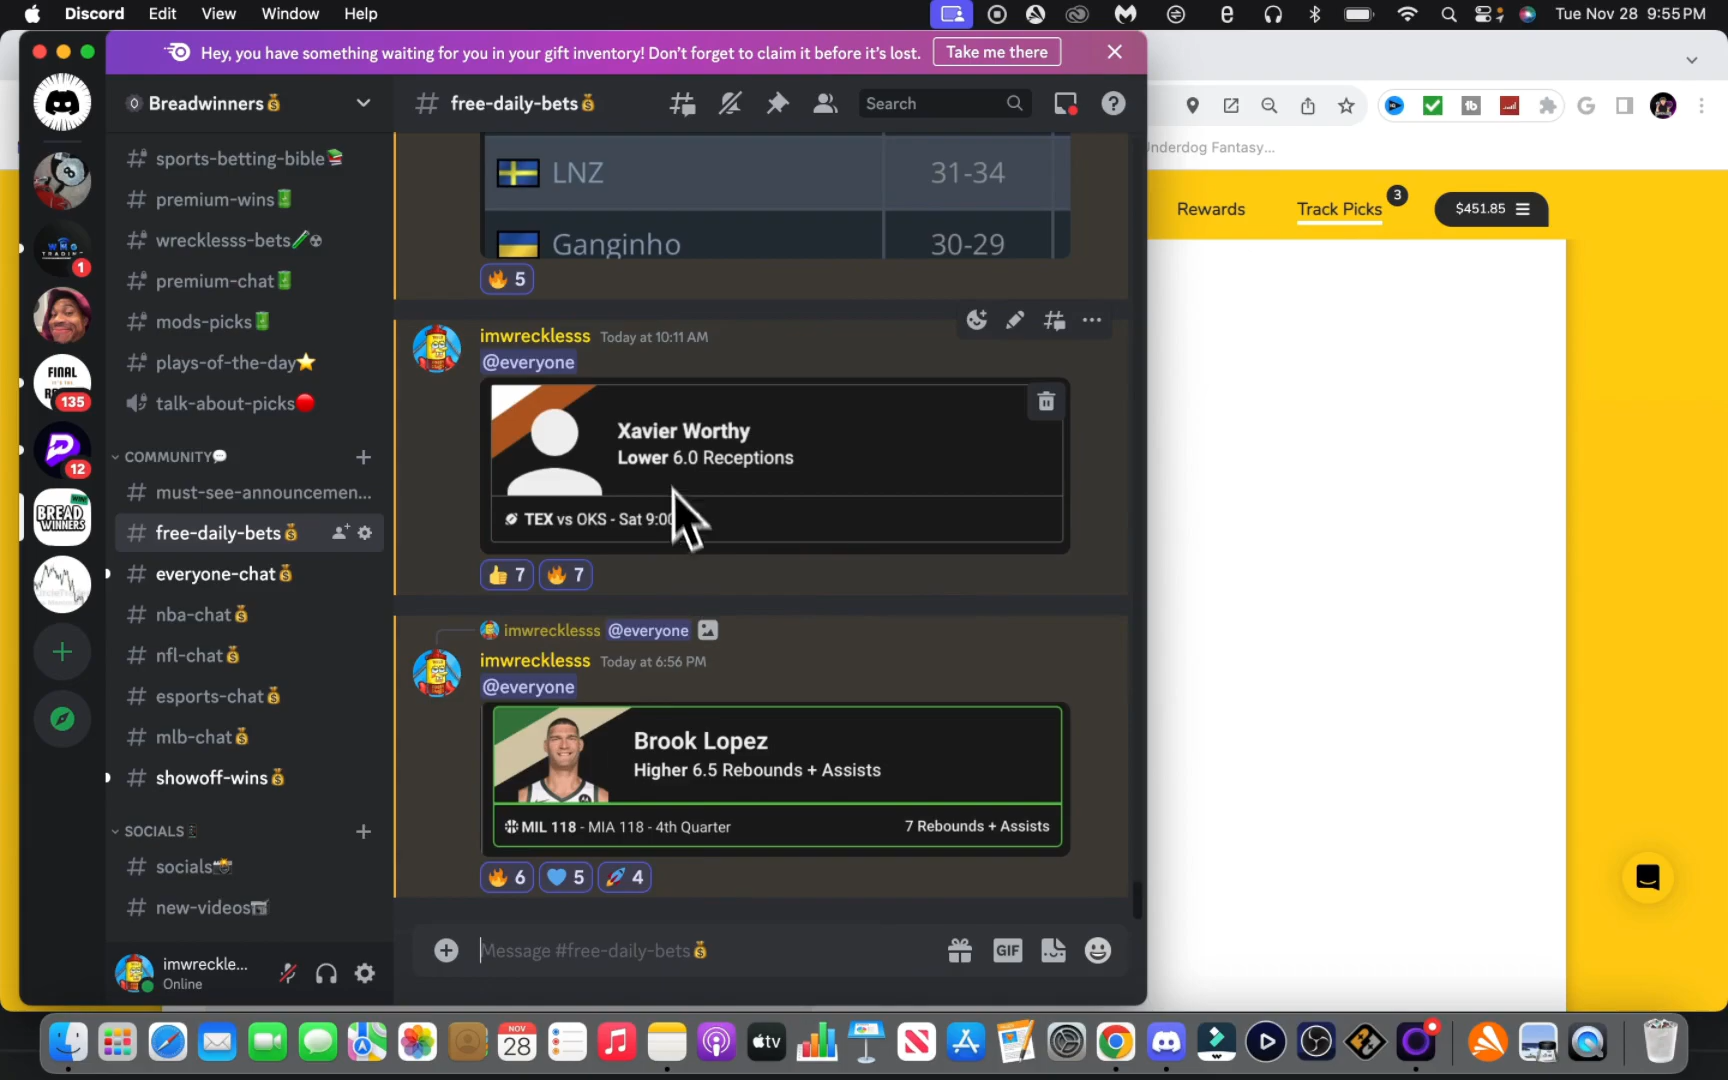 Discord Edit View Window Help
Tue Nov 28 9:55PM
Hey, you have something waiting for you in your gift inventory! Don't forget to claim it before it's lost.
Take me there
Breadwinners💰
# free-daily-bets💰
Search
sports-betting-bible📚
premium-wins🔋
wrecklesss-bets🧪☢
premium-chat🔋
mods-picks🔋
plays-of-the-day⭐
talk-about-picks🔴
COMMUNITY💬
must-see-announcemen...
free-daily-bets💰
everyone-chat💰
nba-chat💰
nfl-chat💰
esports-chat💰
mlb-chat💰
showoff-wins💰
SOCIALS
socials📸
new-videos📹
imwreckle...
Online
1
FINAL
135
12
BREAD
WINNERS
LNZ 31-34
Ganginho 30-29
🔥 5
imwrecklesss Today at 10:11 AM
@everyone
Xavier Worthy
Lower 6.0 Receptions
TEX vs OKS - Sat 9:00
👍 7 🔥 7
imwrecklesss @everyone
imwrecklesss Today at 6:56 PM
@everyone
Brook Lopez
Higher 6.5 Rebounds + Assists
MIL 118 - MIA 118 - 4th Quarter 7 Rebounds + Assists
🔥 6 💙 5 🚀 4
Message #free-daily-bets💰
GIF
Underdog Fantasy...
Rewards
Track Picks
3
$451.85
NOV
28
tv